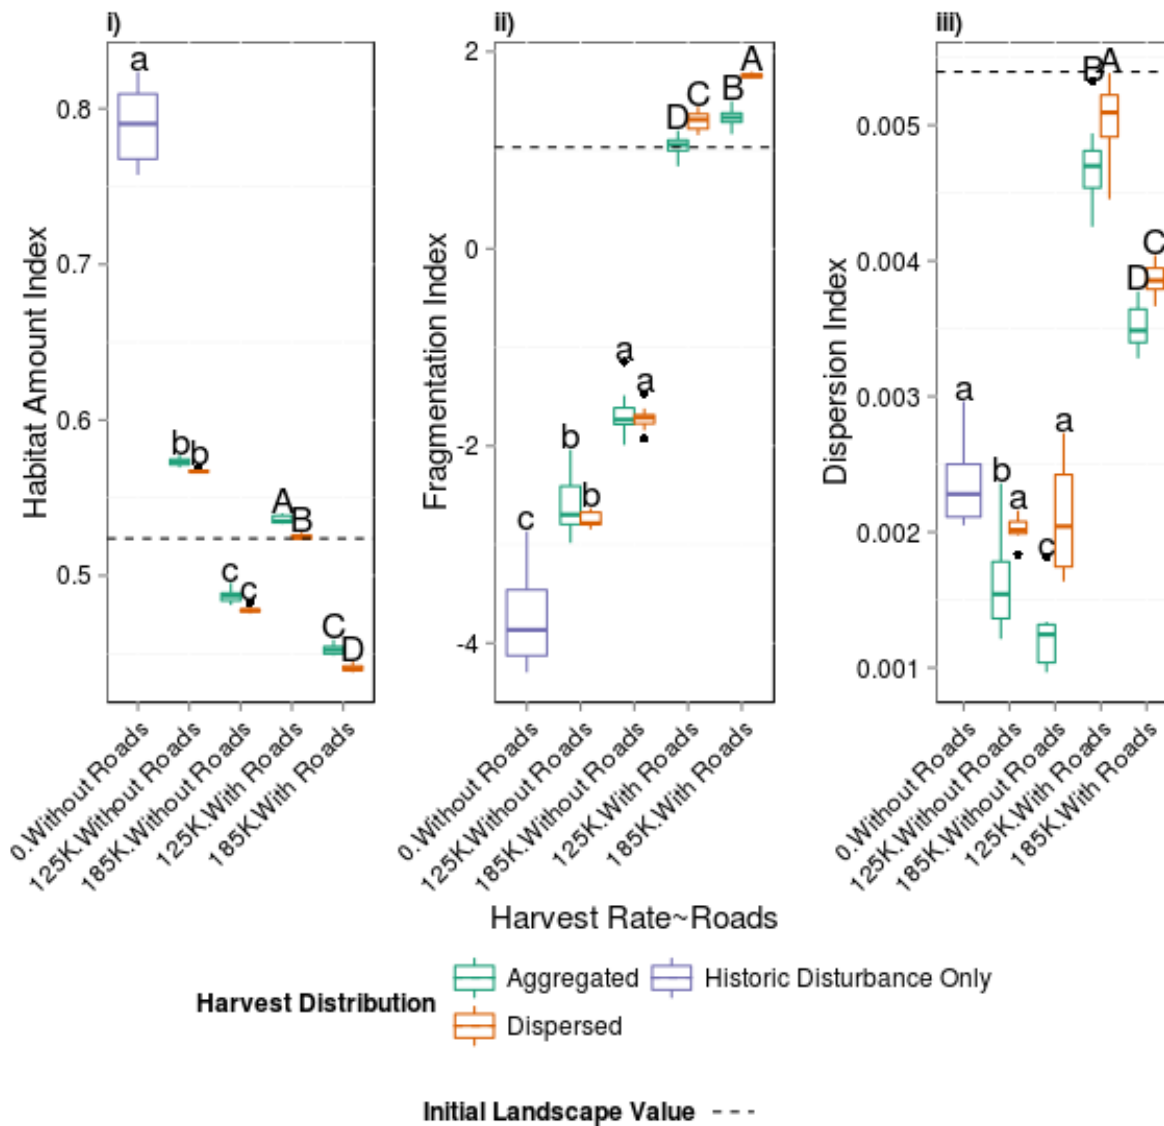 i)
Habitat Amount Index
0.8
0.7
0.6
0.5
a
b
b
c
c
A
B
C
D
0.Without Roads
125K.Without Roads
185K.Without Roads
125K.With Roads
185K.With Roads
ii)
Fragmentation Index
2
0
-2
-4
c
b
b
a
a
D
C
B
A
0.Without Roads
125K.Without Roads
185K.Without Roads
125K.With Roads
185K.With Roads
iii)
Dispersion Index
0.005
0.004
0.003
0.002
0.001
a
b
a
c
a
B
A
D
C
0.Without Roads
125K.Without Roads
185K.Without Roads
125K.With Roads
185K.With Roads
Harvest Rate~Roads
Harvest Distribution
Aggregated
Historic Disturbance Only
Dispersed
Initial Landscape Value